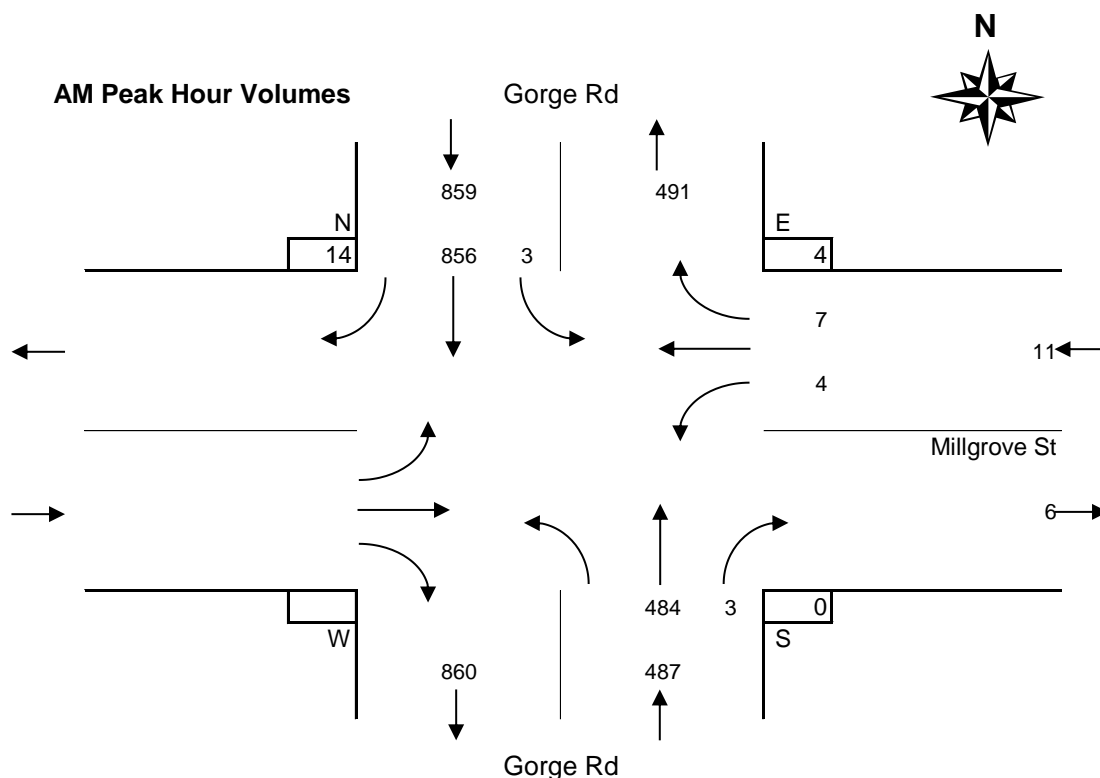 N
AM Peak Hour Volumes Gorge Rd
859 491
N E
14 856 3 4
7
11
4
Millgrove St
6
484 3 0
W S
860 487
Gorge Rd